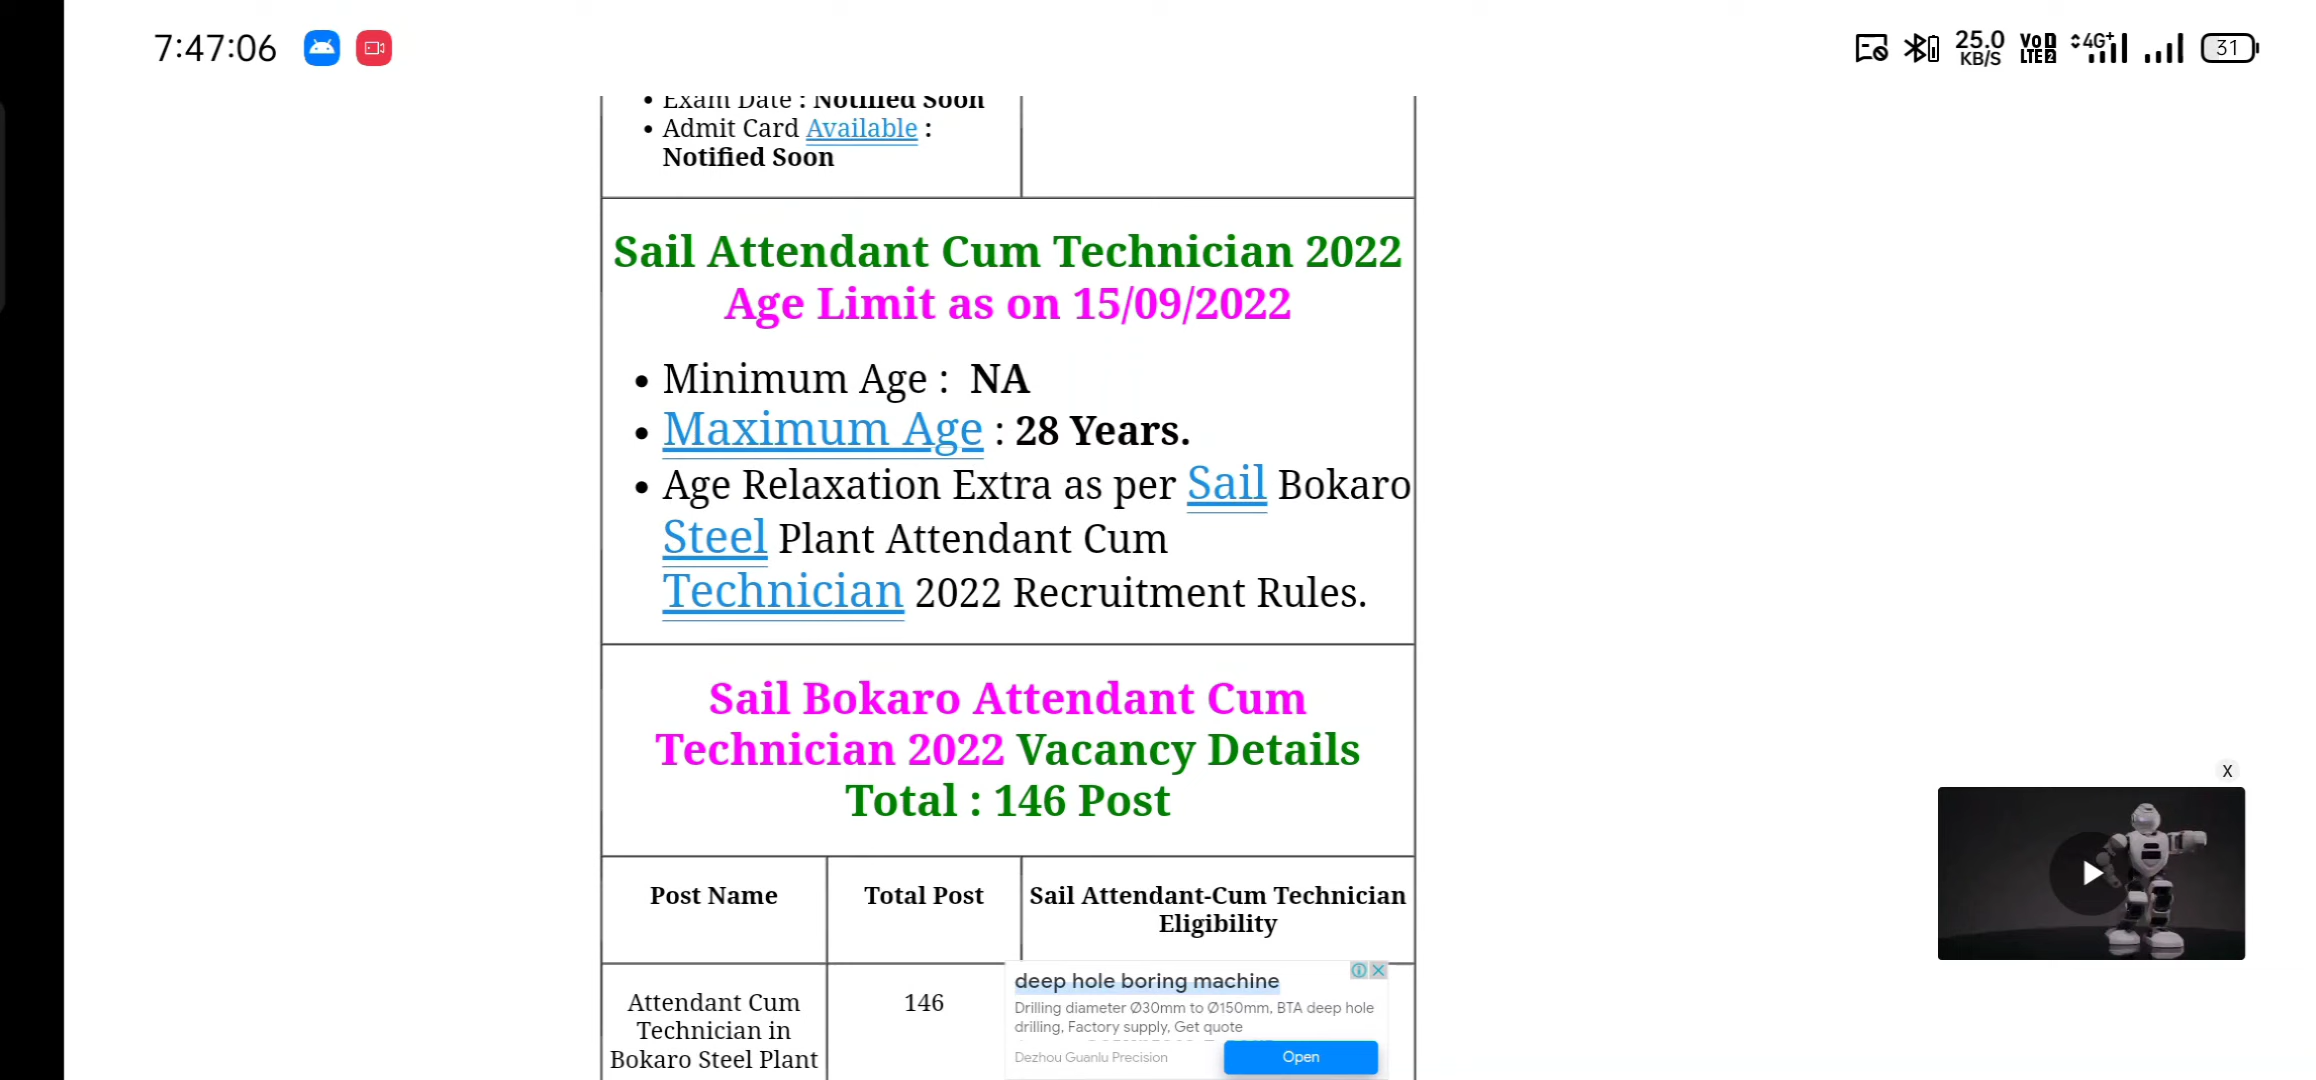 7:47:06
25.0
KB/S
Vo 1
LTE 2
4G+
31
• Exam Date : Notified Soon
• Admit Card Available :
Notified Soon
Sail Attendant Cum Technician 2022
Age Limit as on 15/09/2022
• Minimum Age : NA
• Maximum Age : 28 Years.
• Age Relaxation Extra as per Sail Bokaro
Steel Plant Attendant Cum
Technician 2022 Recruitment Rules.
Sail Bokaro Attendant Cum
Technician 2022 Vacancy Details
Total : 146 Post
X
Post Name
Total Post
Sail Attendant-Cum Technician
Eligibility
Attendant Cum
Technician in
Bokaro Steel Plant
146
deep hole boring machine
Drilling diameter Ø30mm to Ø150mm, BTA deep hole
drilling, Factory supply, Get quote
Dezhou Guanlu Precision
Open